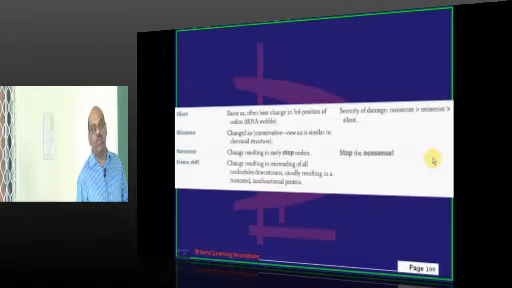 Silent Same aa, often base change in 3rd position of codon (tRNA wobble) Severity of damage: nonsense > missense > silent.
Missense Changed aa (conservative—new aa is similar in chemical structure).
Nonsense Change resulting in early stop codon. Stop the nonsense!
Frame shift Change resulting in misreading of all nucleotides downstream, usually resulting in a truncated, nonfunctional protein.
Dreamz Learning Innovations
Page 100